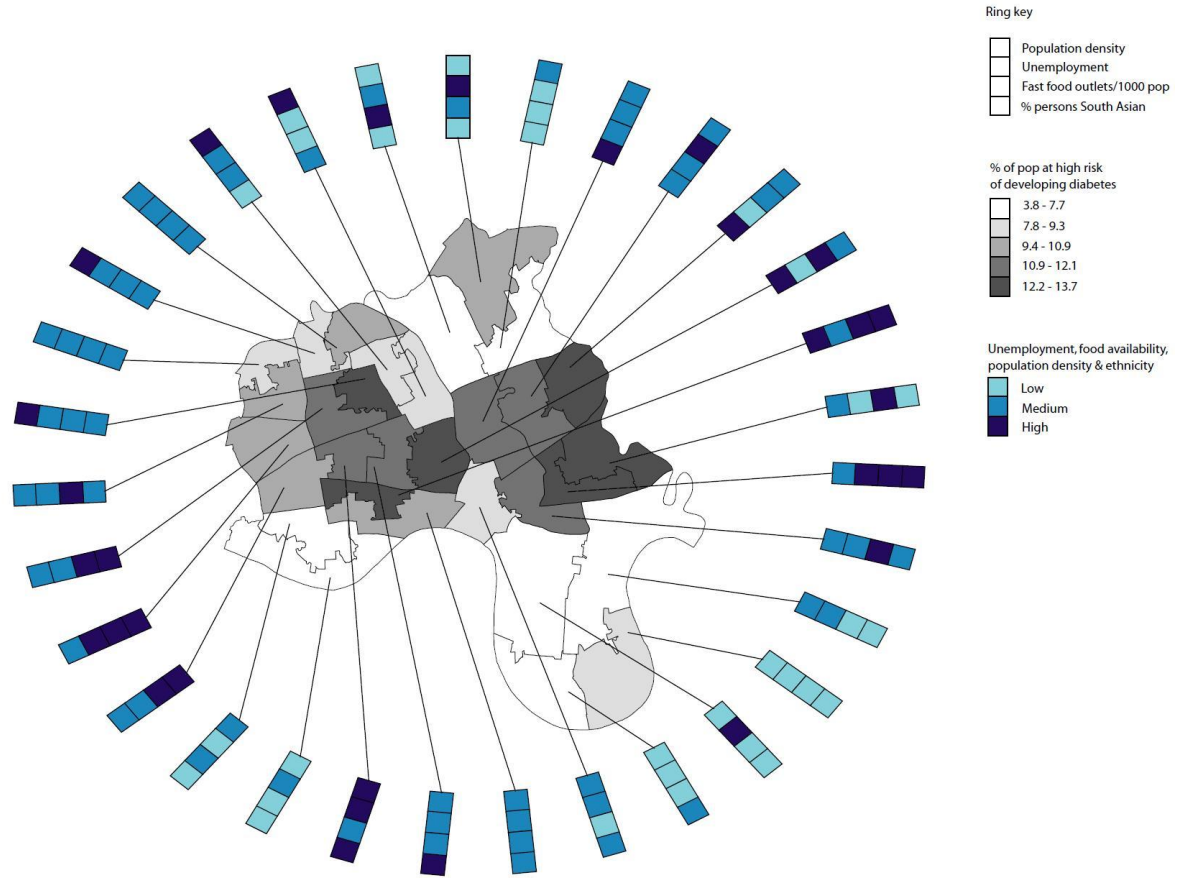 Ring key
Population density
Unemployment
Fast food outlets/1000 pop
% persons South Asian
% of pop at high risk
of developing diabetes
3.8 - 7.7
7.8 - 9.3
9.4 - 10.9
10.9 - 12.1
12.2 - 13.7
Unemployment, food availability,
population density & ethnicity
Low
Medium
High